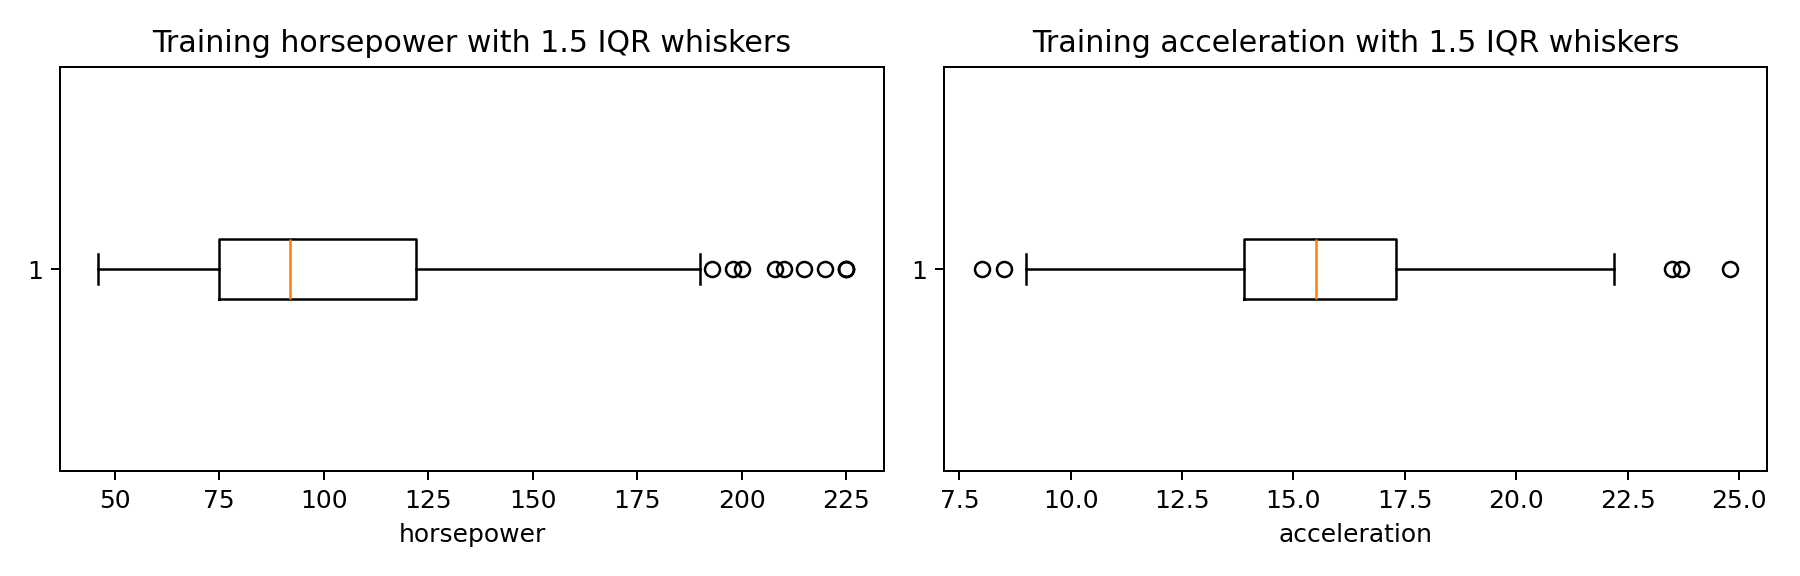 Training horsepower with 1.5 IQR whiskers
1
50 75 100 125 150 175 200 225
horsepower
Training acceleration with 1.5 IQR whiskers
1
7.5 10.0 12.5 15.0 17.5 20.0 22.5 25.0
acceleration